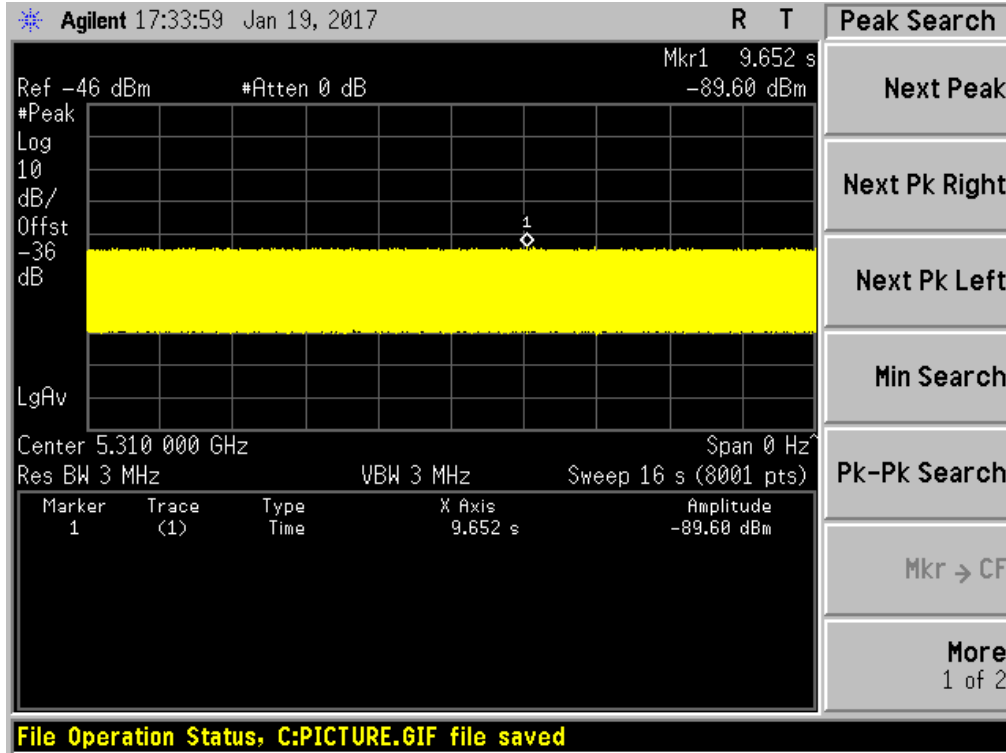 Agilent 17:33:59 Jan 19, 2017 R T
Peak Search
Mkr1 9.652 s
Ref -46 dBm #Atten 0 dB -89.60 dBm
#Peak
Log
10
dB/
Offst
-36
dB
LgAv
1
Center 5.310 000 GHz Span 0 Hz^
Res BW 3 MHz VBW 3 MHz Sweep 16 s (8001 pts)
Marker Trace Type X Axis Amplitude
1 (1) Time 9.652 s -89.60 dBm
Next Peak
Next Pk Right
Next Pk Left
Min Search
Pk-Pk Search
Mkr → CF
More
1 of 2
File Operation Status, C:PICTURE.GIF file saved